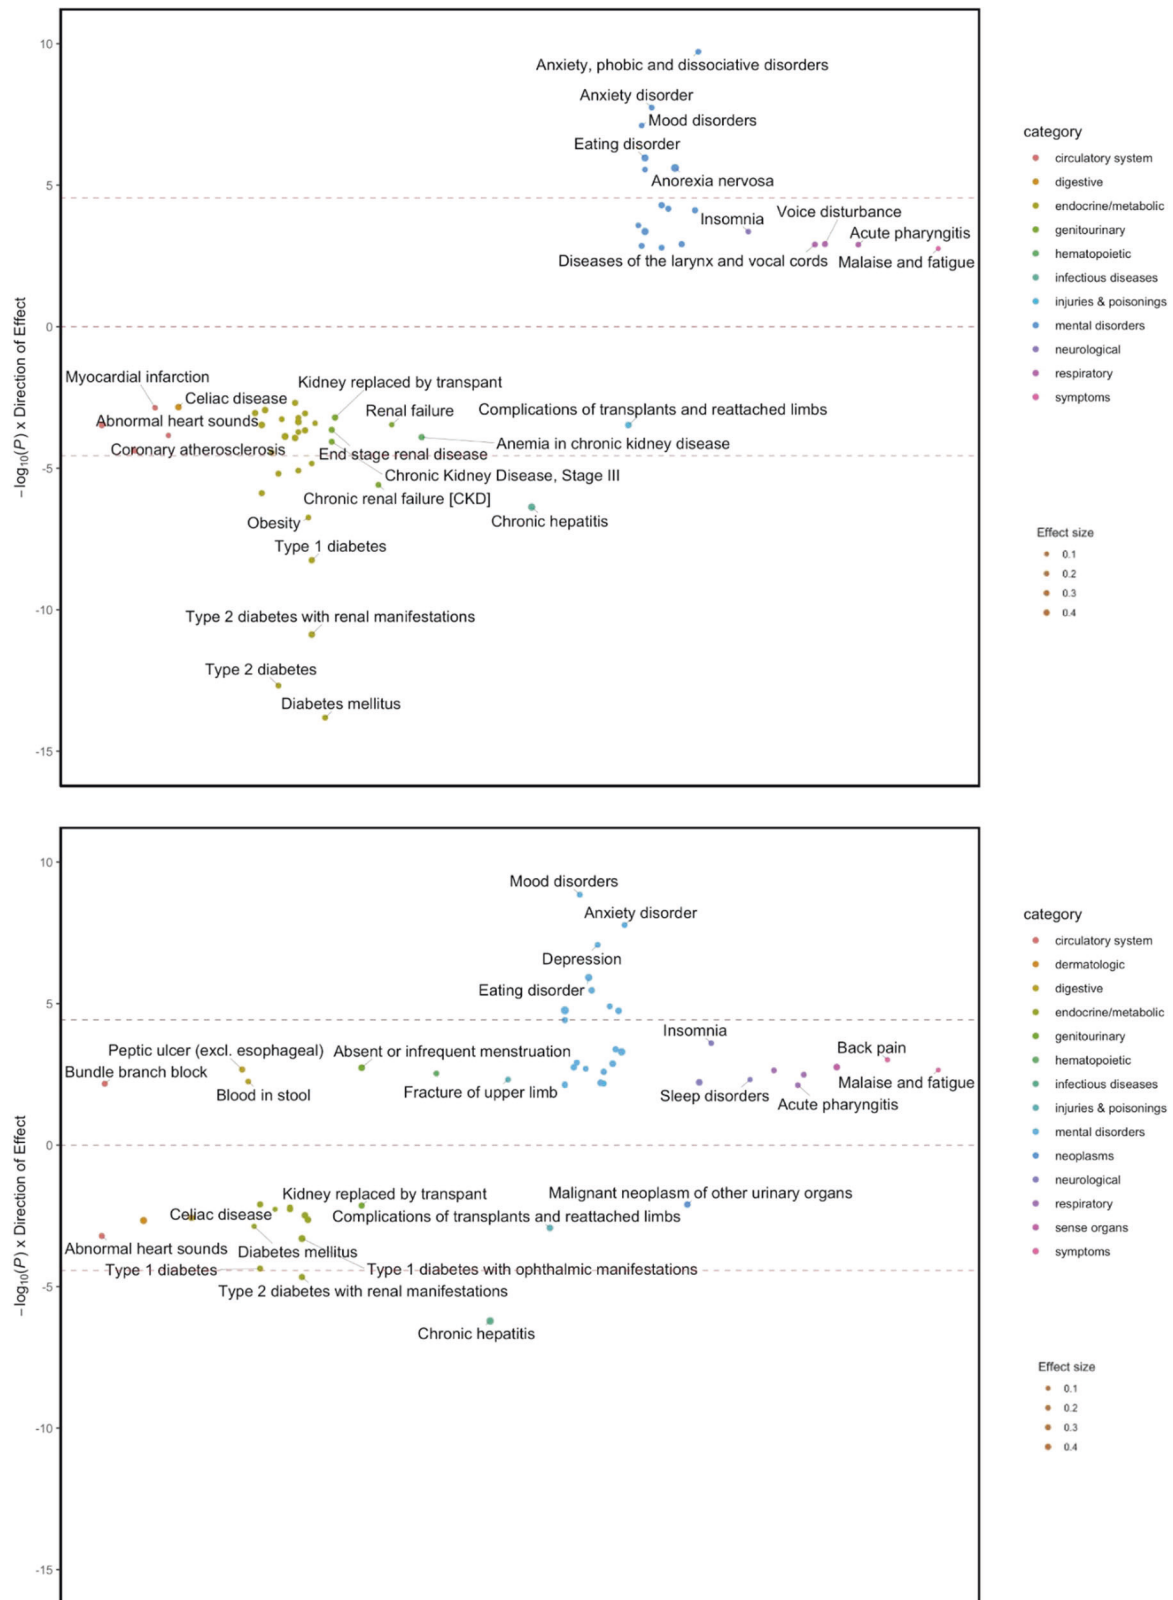 10
Anxiety, phobic and dissociative disorders
Anxiety disorder
Mood disorders
Eating disorder
5
Anorexia nervosa
Voice disturbance
Insomnia
Acute pharyngitis
Diseases of the larynx and vocal cords
Malaise and fatigue
0
−log10(P) x Direction of Effect
Myocardial infarction
Kidney replaced by transpant
Celiac disease
Renal failure
Complications of transplants and reattached limbs
Abnormal heart sounds
Anemia in chronic kidney disease
Coronary atherosclerosis
End stage renal disease
-5
Chronic Kidney Disease, Stage III
Chronic renal failure [CKD]
Obesity
Chronic hepatitis
Type 1 diabetes
-10
Type 2 diabetes with renal manifestations
Type 2 diabetes
Diabetes mellitus
-15
category
circulatory system
digestive
endocrine/metabolic
genitourinary
hematopoietic
infectious diseases
injuries & poisonings
mental disorders
neurological
respiratory
symptoms
Effect size
0.1
0.2
0.3
0.4
10
Mood disorders
Anxiety disorder
Depression
Eating disorder
5
Insomnia
Peptic ulcer (excl. esophageal)
Absent or infrequent menstruation
Back pain
Bundle branch block
Blood in stool
Fracture of upper limb
Sleep disorders
Malaise and fatigue
Acute pharyngitis
0
−log10(P) x Direction of Effect
Kidney replaced by transpant
Malignant neoplasm of other urinary organs
Celiac disease
Complications of transplants and reattached limbs
Abnormal heart sounds
Diabetes mellitus
Type 1 diabetes
Type 1 diabetes with ophthalmic manifestations
-5
Type 2 diabetes with renal manifestations
Chronic hepatitis
-10
-15
category
circulatory system
dermatologic
digestive
endocrine/metabolic
genitourinary
hematopoietic
infectious diseases
injuries & poisonings
mental disorders
neoplasms
neurological
respiratory
sense organs
symptoms
Effect size
0.1
0.2
0.3
0.4